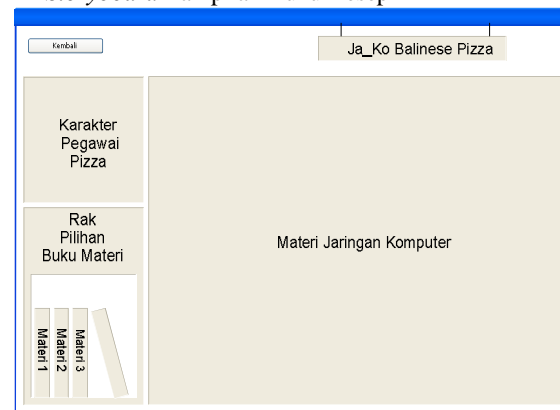 Kembali
Ja_Ko Balinese Pizza
Karakter
Pegawai
Pizza
Rak
Pilihan
Buku Materi
Materi 1
Materi 2
Materi 3
Materi Jaringan Komputer